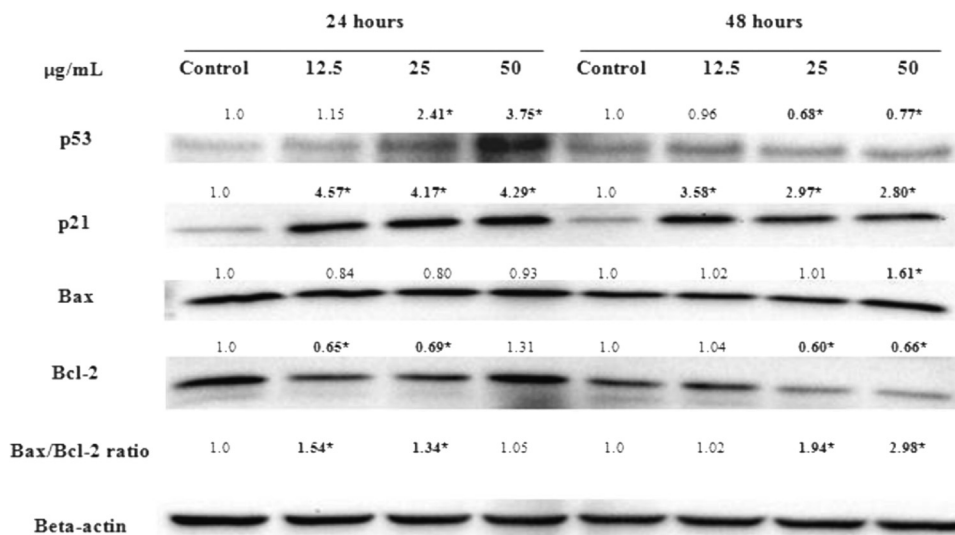 24 hours 48 hours
µg/mL Control 12.5 25 50 Control 12.5 25 50
1.0 1.15 2.41* 3.75* 1.0 0.96 0.68* 0.77*
p53
1.0 4.57* 4.17* 4.29* 1.0 3.58* 2.97* 2.80*
p21
1.0 0.84 0.80 0.93 1.0 1.02 1.01 1.61*
Bax
1.0 0.65* 0.69* 1.31 1.0 1.04 0.60* 0.66*
Bcl-2
Bax/Bcl-2 ratio 1.0 1.54* 1.34* 1.05 1.0 1.02 1.94* 2.98*
Beta-actin